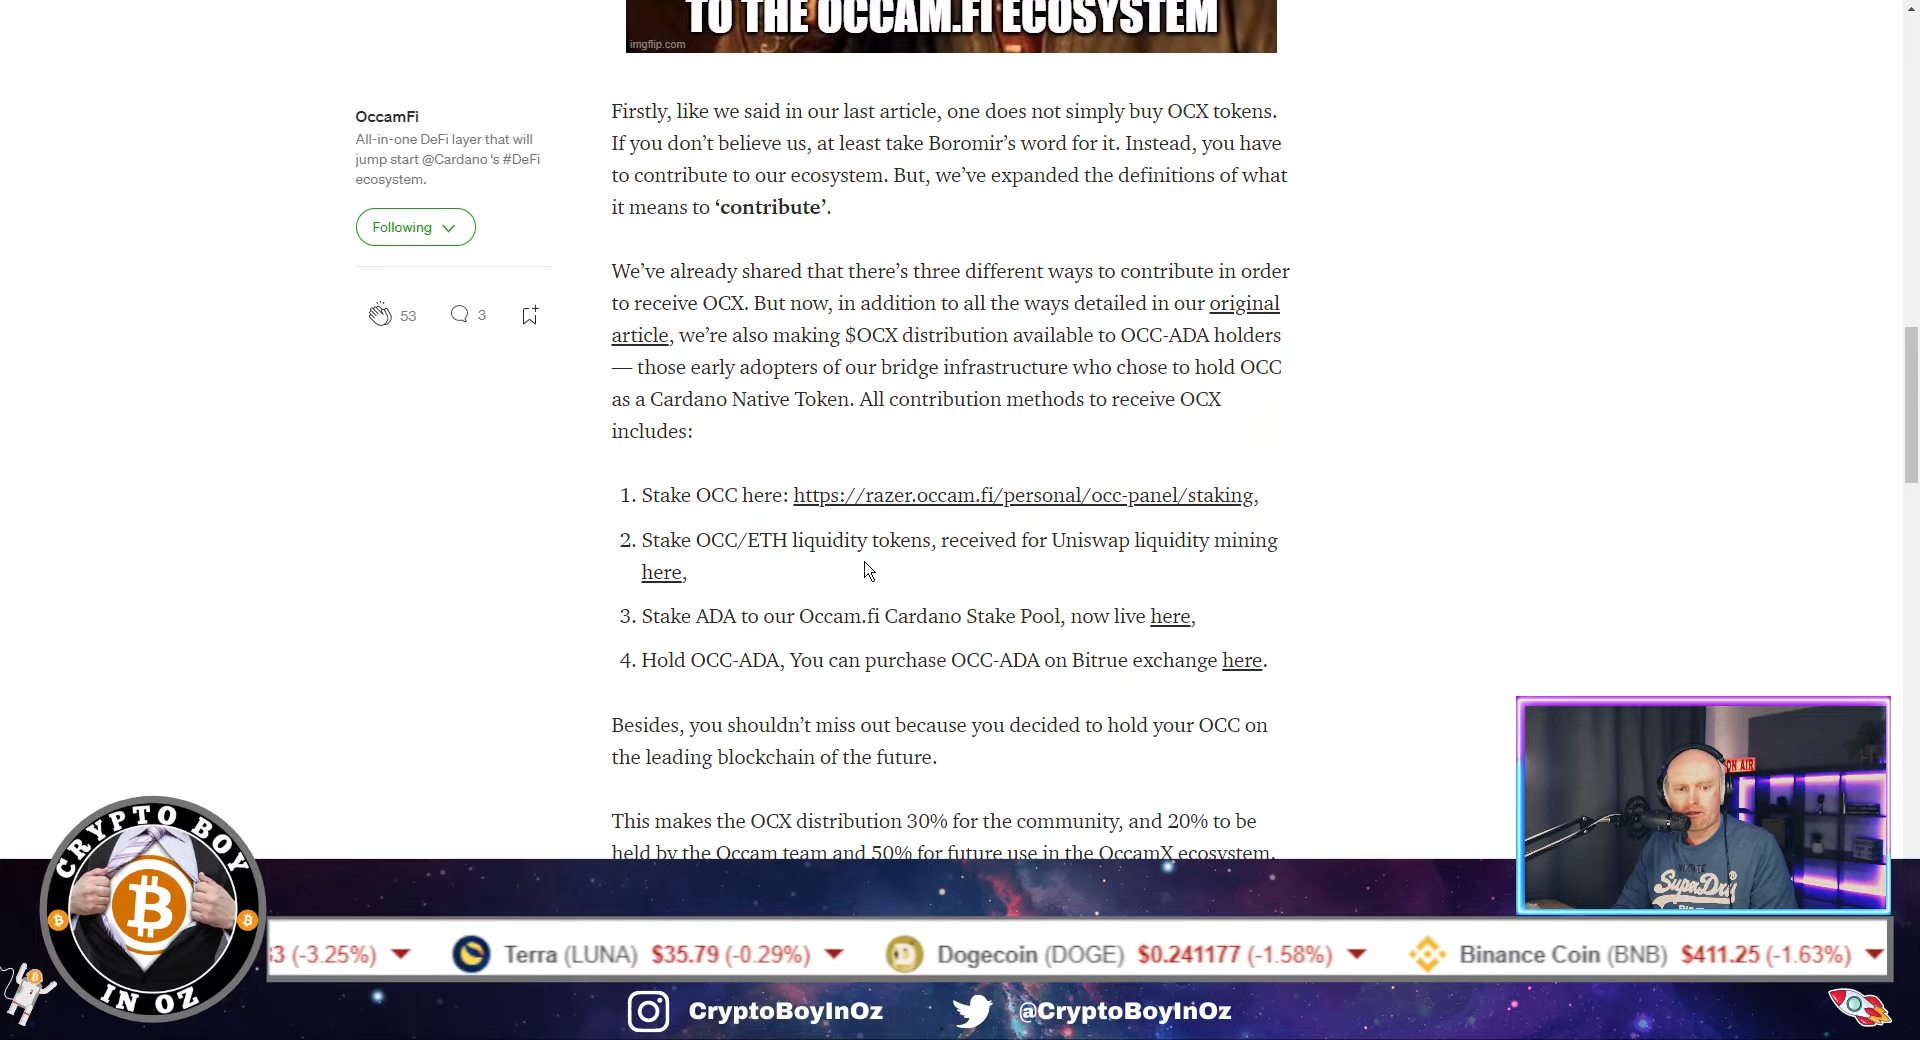 TO THE OCCAM.FI ECOSYSTEM
imgflip.com
OccamFi
All-in-one DeFi layer that will
jump start @Cardano 's #DeFi
ecosystem.
Following
53
3
Firstly, like we said in our last article, one does not simply buy OCX tokens.
If you don’t believe us, at least take Boromir’s word for it. Instead, you have
to contribute to our ecosystem. But, we’ve expanded the definitions of what
it means to ‘contribute’.
We’ve already shared that there’s three different ways to contribute in order
to receive OCX. But now, in addition to all the ways detailed in our original
article, we’re also making $OCX distribution available to OCC-ADA holders
— those early adopters of our bridge infrastructure who chose to hold OCC
as a Cardano Native Token. All contribution methods to receive OCX
includes:
1. Stake OCC here: https://razer.occam.fi/personal/occ-panel/staking,
2. Stake OCC/ETH liquidity tokens, received for Uniswap liquidity mining
here,
3. Stake ADA to our Occam.fi Cardano Stake Pool, now live here,
4. Hold OCC-ADA, You can purchase OCC-ADA on Bitrue exchange here.
Besides, you shouldn’t miss out because you decided to hold your OCC on
the leading blockchain of the future.
This makes the OCX distribution 30% for the community, and 20% to be
held by the Occam team and 50% for future use in the OccamX ecosystem.
ON AIR
SuperDry®
CRYPTO BOY
IN OZ
3 (-3.25%)
Terra (LUNA) $35.79 (-0.29%)
Dogecoin (DOGE) $0.241177 (-1.58%)
Binance Coin (BNB) $411.25 (-1.63%)
CryptoBoyInOz
@CryptoBoyInOz